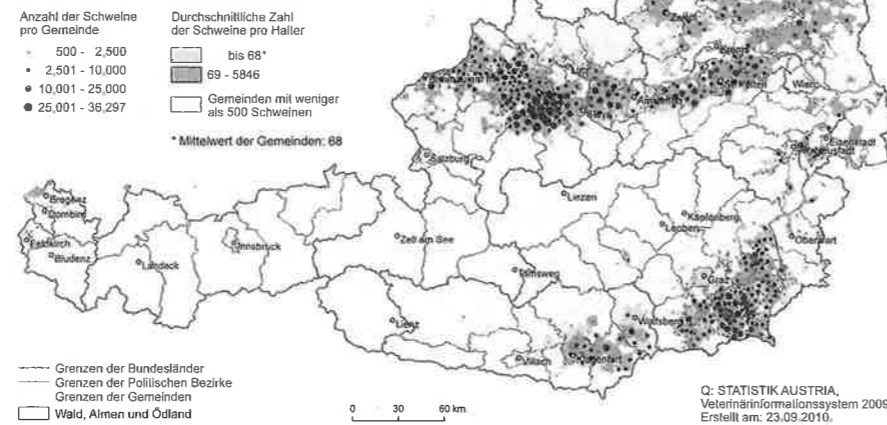 Anzahl der Schweine
pro Gemeinde
500 - 2,500
2,501 - 10,000
10,001 - 25,000
25,001 - 36,297
Durchschnittliche Zahl
der Schweine pro Halter
bis 68*
69 - 5846
Gemeinden mit weniger
als 500 Schweinen
* Mittelwert der Gemeinden: 68
Krems
Wien
Eisenstadt
Salzburg
Bregenz
Dornbirn
Feldkirch
Bludenz
Landeck
Innsbruck
Zell am See
Liezen
Kapfenberg
Leoben
Oberwart
Tamsweg
Graz
Lienz
Wolfsberg
Villach
Klagenfurt
Grenzen der Bundesländer
Grenzen der Politischen Bezirke
Grenzen der Gemeinden
Wald, Almen und Ödland
0 30 60 km
Q: STATISTIK AUSTRIA,
Veterinärinformationssystem 2009
Erstellt am: 23.09.2010.